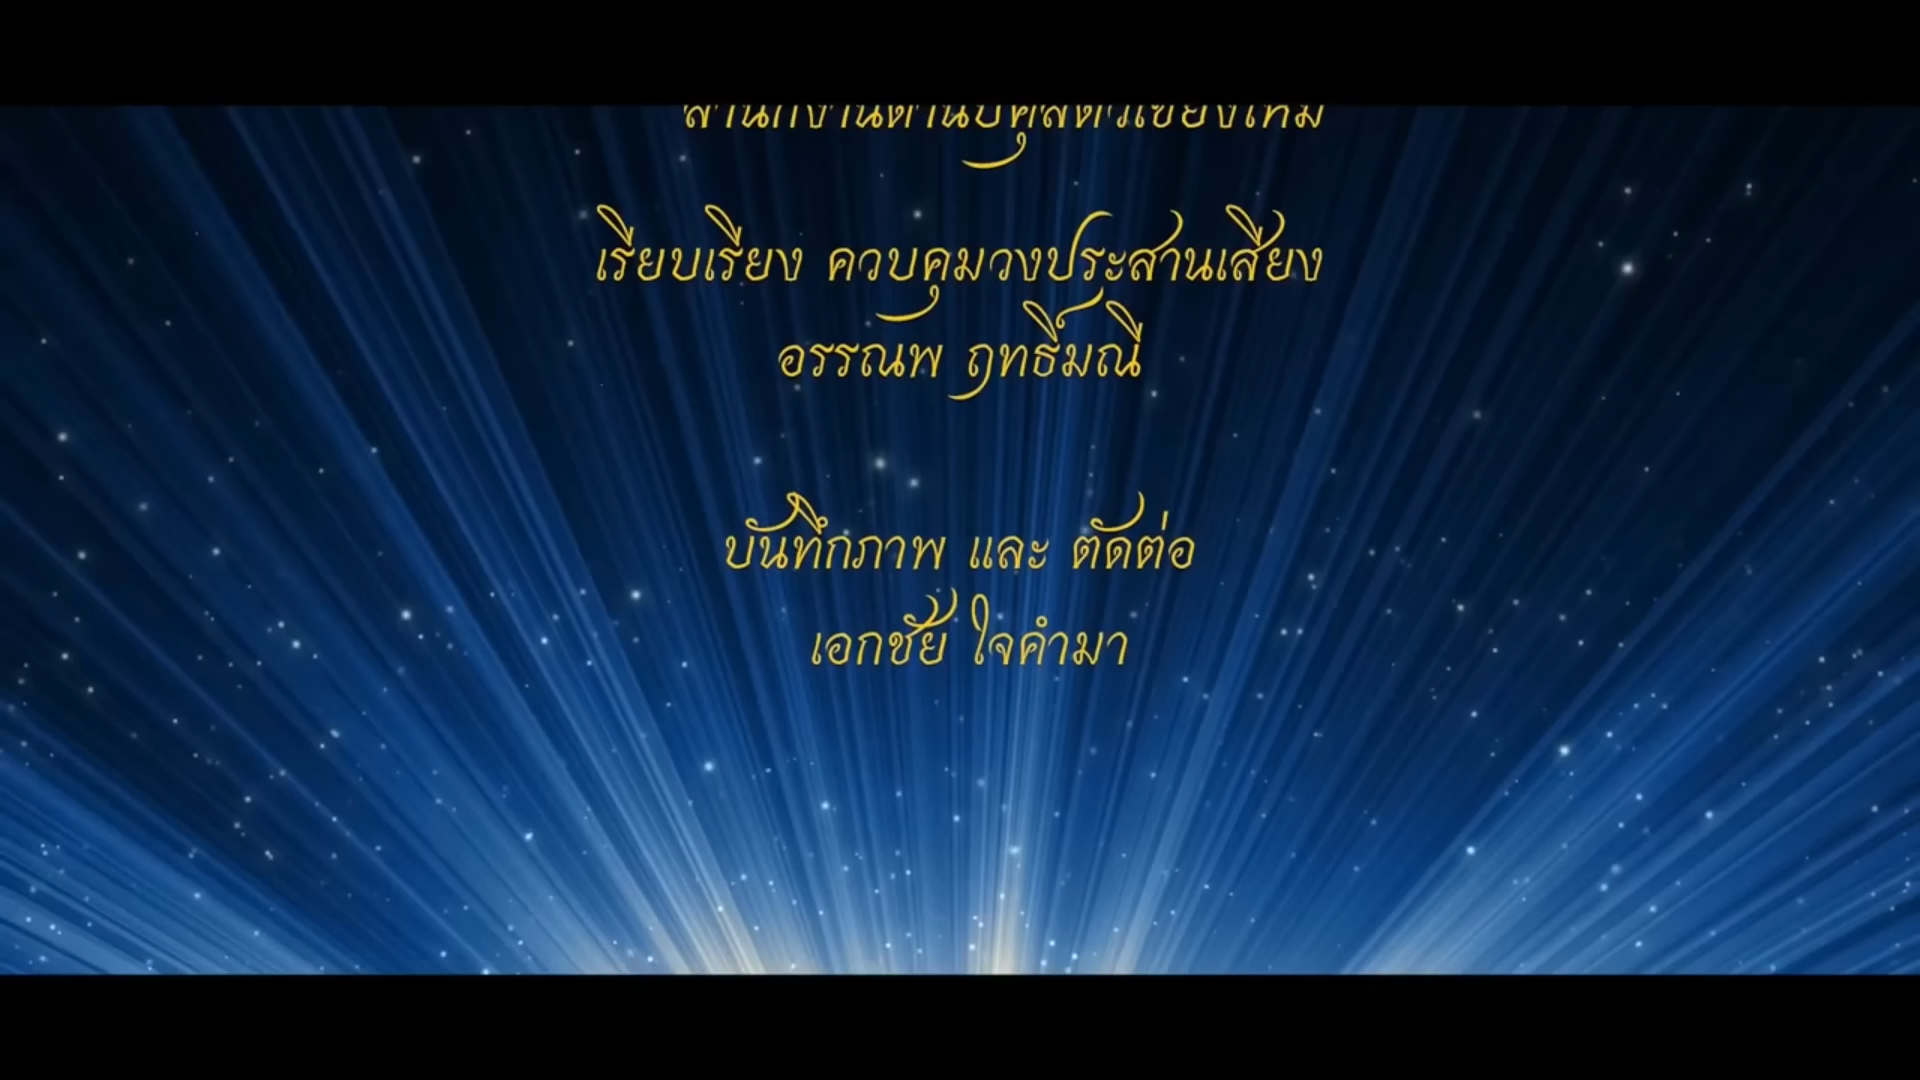 เรียบเรียง ควบคุมวงประสานเสียง
อรรณพ ฤทธิ์มณี
บันทึกภาพ และ ตัดต่อ
เอกชัย ใจคำมา